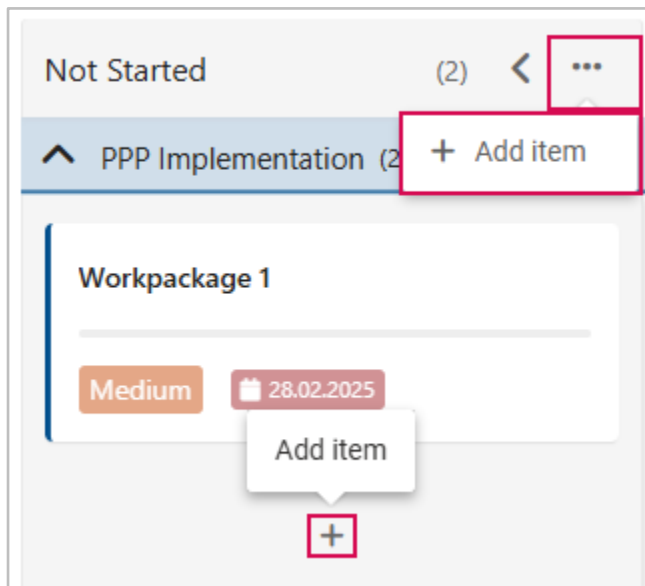 Not Started (2)
+ Add item
PPP Implementation (2
Workpackage 1
Medium 28.02.2025
Add item
+